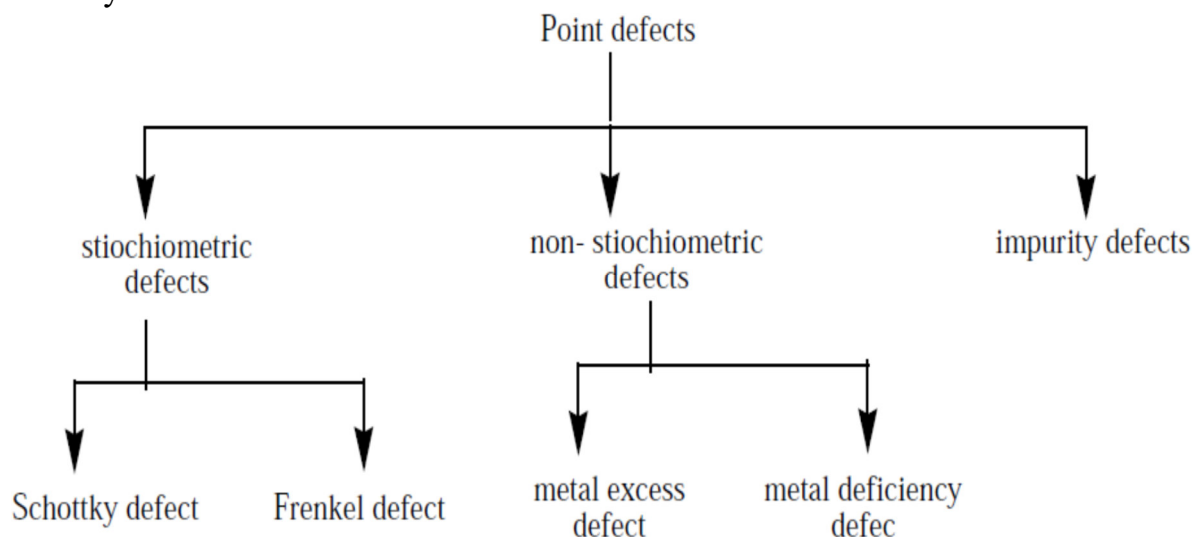 Point defects
stiochiometric
defects
non- stiochiometric
defects
impurity defects
Schottky defect
Frenkel defect
metal excess
defect
metal deficiency
defec